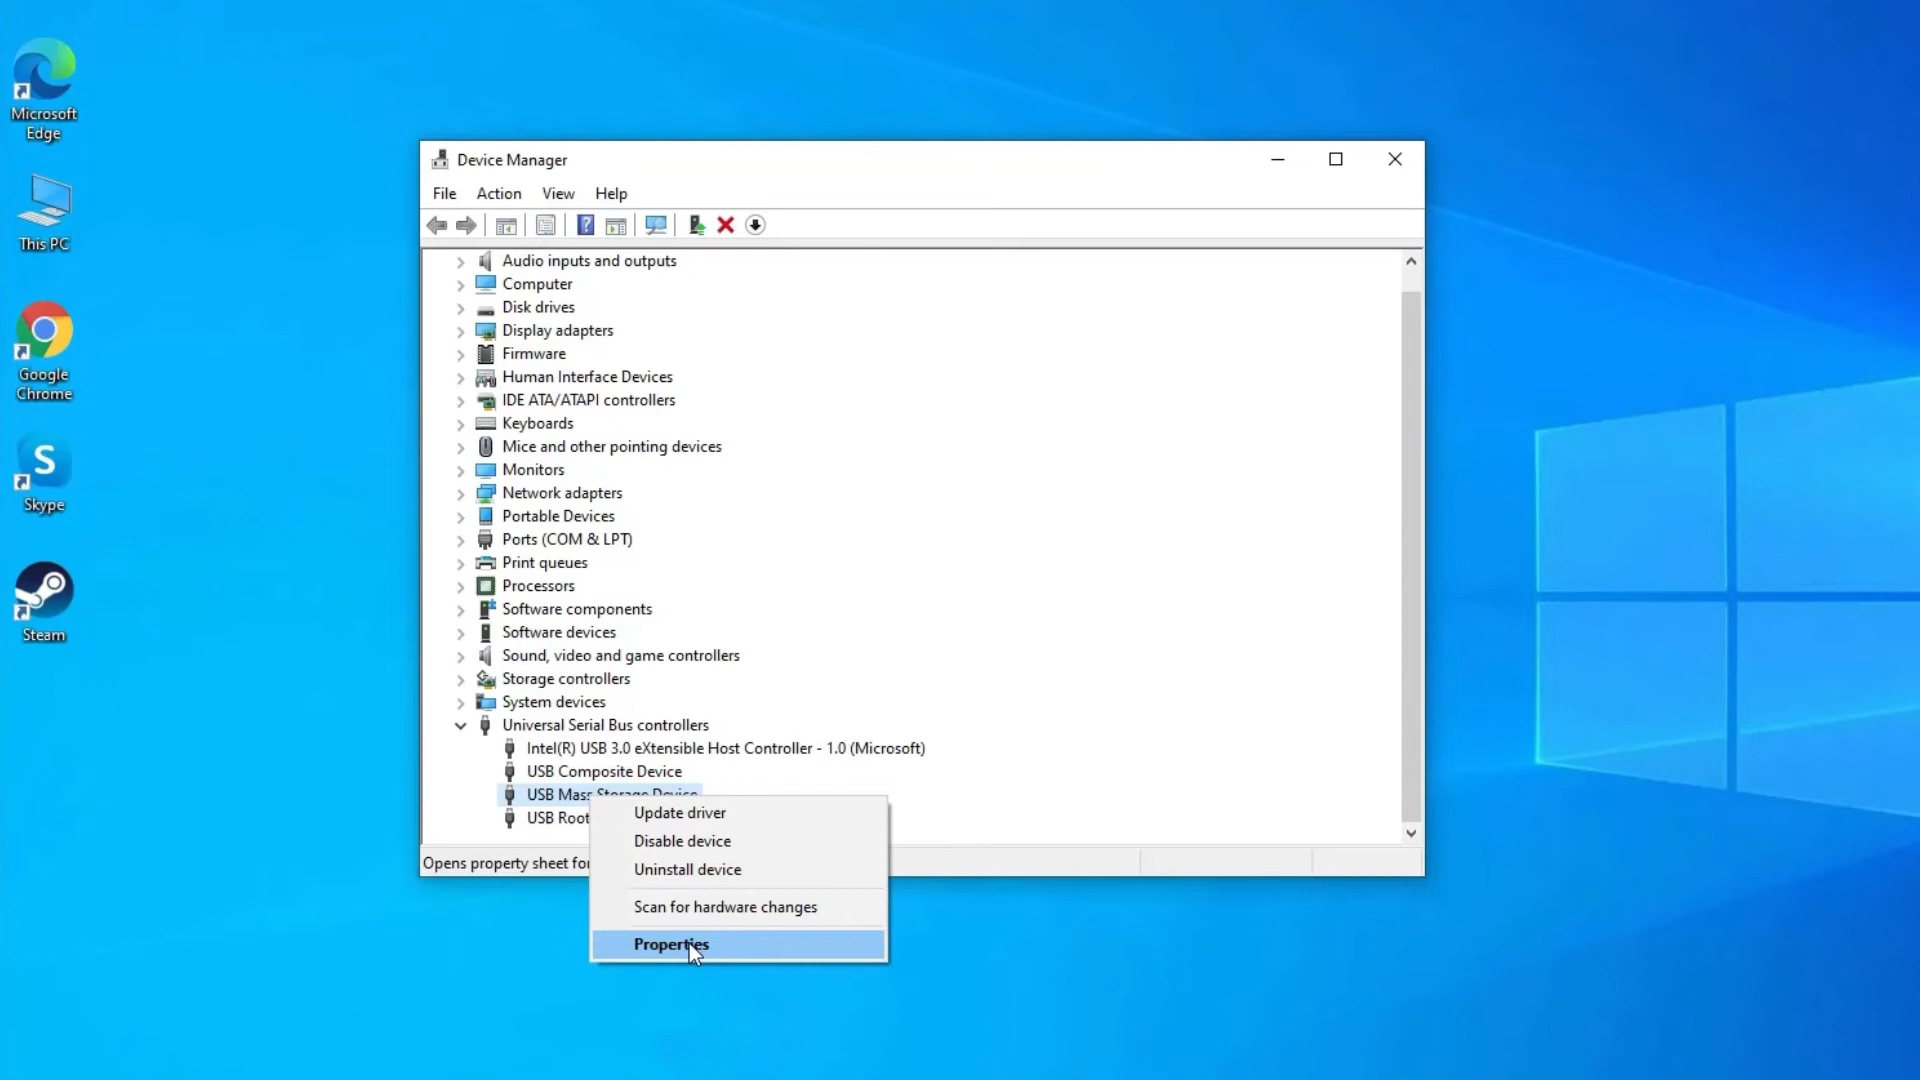 Microsoft
Edge
This PC
Google
Chrome
Skype
Steam
Device Manager
File Action View Help
Audio inputs and outputs
Computer
Disk drives
Display adapters
Firmware
Human Interface Devices
IDE ATA/ATAPI controllers
Keyboards
Mice and other pointing devices
Monitors
Network adapters
Portable Devices
Ports (COM & LPT)
Print queues
Processors
Software components
Software devices
Sound, video and game controllers
Storage controllers
System devices
Universal Serial Bus controllers
Intel(R) USB 3.0 eXtensible Host Controller - 1.0 (Microsoft)
USB Composite Device
USB Mass Storage Device
USB Root
Update driver
Disable device
Uninstall device
Scan for hardware changes
Properties
Opens property sheet for